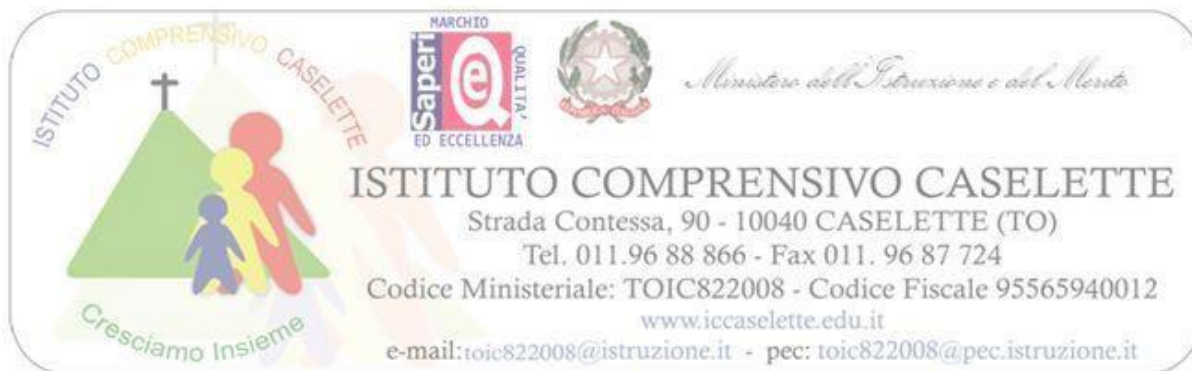 ISTITUTO COMPRENSIVO CASELETTE
Cresciamo Insieme
MARCHIO
Saperi
e
QUALITA'
ED ECCELLENZA
REPUBBLICA ITALIANA
Ministero dell'Istruzione e del Merito
ISTITUTO COMPRENSIVO CASELETTE
Strada Contessa, 90 - 10040 CASELETTE (TO)
Tel. 011.96 88 866 - Fax 011. 96 87 724
Codice Ministeriale: TOIC822008 - Codice Fiscale 95565940012
www.iccaselette.edu.it
e-mail:toic822008@istruzione.it - pec: toic822008@pec.istruzione.it